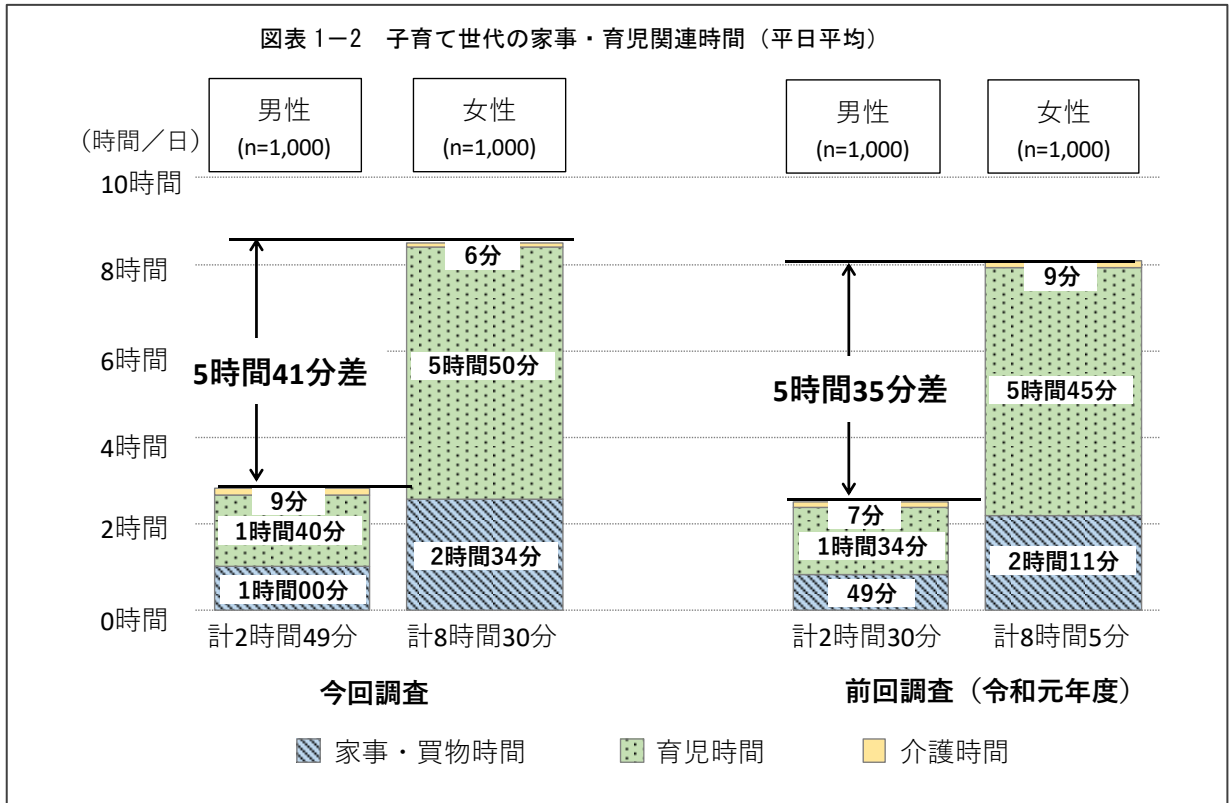 図表 1－2 子育て世代の家事・育児関連時間（平日平均）
男性
(n=1,000)
女性
(n=1,000)
男性
(n=1,000)
女性
(n=1,000)
（時間／日）
10時間
8時間
6時間
4時間
2時間
0時間
5時間41分差
9分
1時間40分
1時間00分
6分
5時間50分
2時間34分
5時間35分差
7分
1時間34分
49分
9分
5時間45分
2時間11分
計2時間49分
計8時間30分
計2時間30分
計8時間5分
今回調査
前回調査（令和元年度）
家事・買物時間
育児時間
介護時間